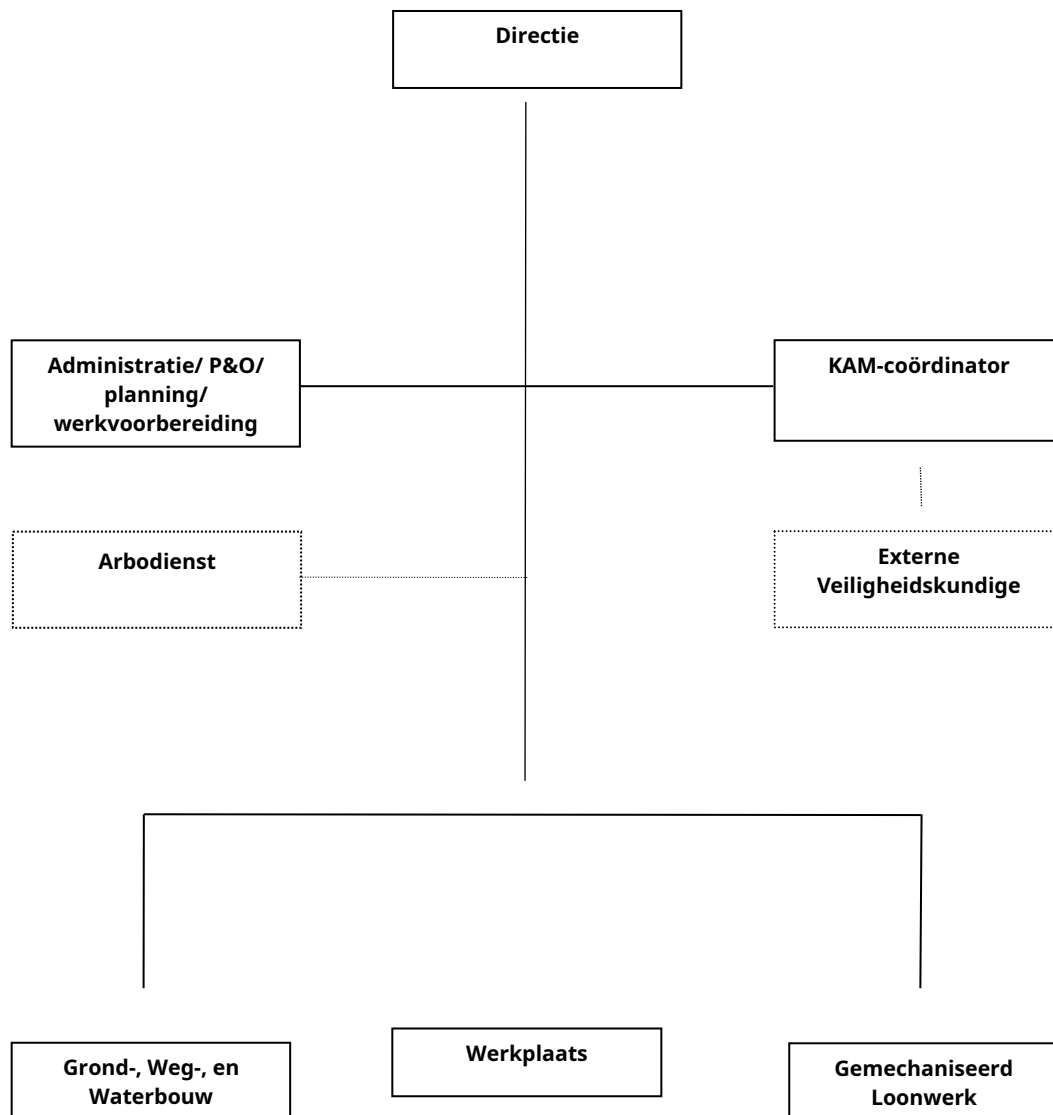 Directie
Administratie/ P&O/
planning/
werkvoorbereiding
KAM-coördinator
Arbodienst
Externe
Veiligheidskundige
Grond-, Weg-, en
Waterbouw
Werkplaats
Gemechaniseerd
Loonwerk